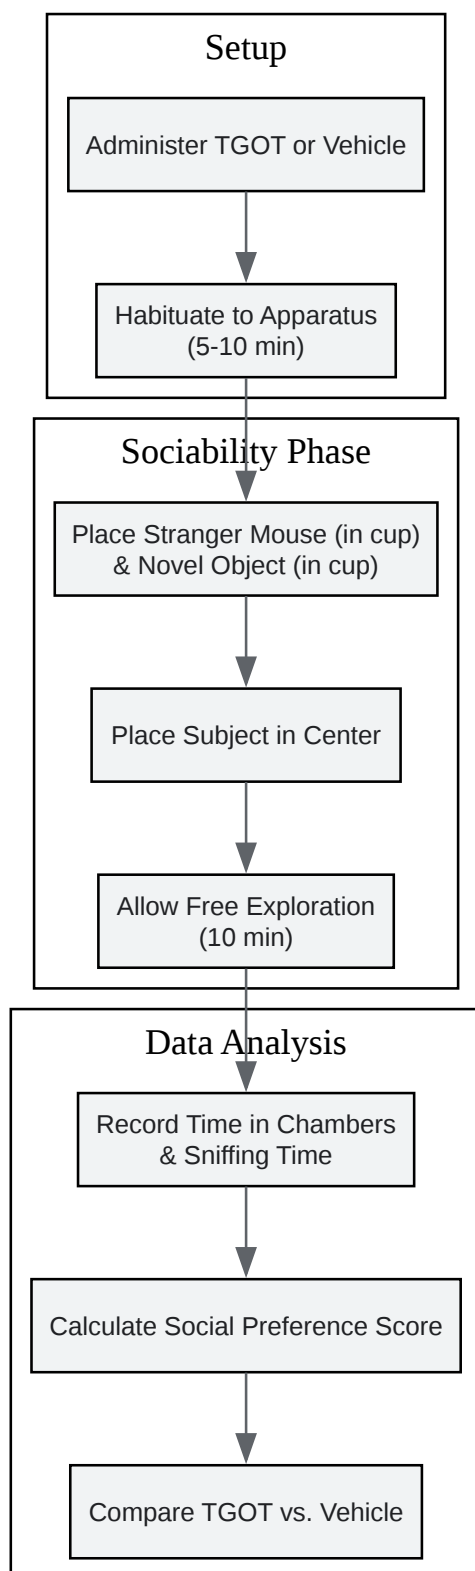 Setup
Administer TGOT or Vehicle
Habituate to Apparatus
(5-10 min)
Sociability Phase
Place Stranger Mouse (in cup)
& Novel Object (in cup)
Place Subject in Center
Allow Free Exploration
(10 min)
Data Analysis
Record Time in Chambers
& Sniffing Time
Calculate Social Preference Score
Compare TGOT vs. Vehicle